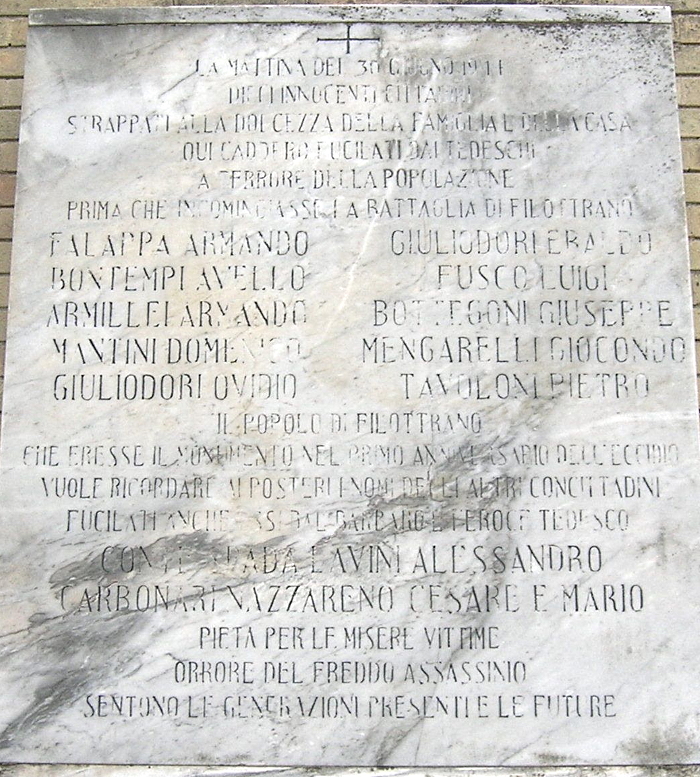 LA MATTINA DEL 30 GIUGNO 1944
DIECI INNOCENTI CITTADINI
STRAPPATI ALLA DOLCEZZA DELLA FAMIGLIA E DELLA CASA
QUI CADDERO FUCILATI DAI TEDESCHI
A TERRORE DELLA POPOLAZIONE
PRIMA CHE INCOMINCIASSE LA BATTAGLIA DI FILOTTRANO
FALAPPA ARMANDO GIULIODORI ERALDO
BONTEMPI AVELLO FUSCO LUIGI
ARMILLEI ARMANDO BOTTEGONI GIUSEPPE
MANTINI DOMENICO MENGARELLI GIOCONDO
GIULIODORI OVIDIO TAVOLONI PIETRO
IL POPOLO DI FILOTTRANO
CHE ERESSE IL MONUMENTO NEL PRIMO ANNIVERSARIO DELL'ECCIDIO
VUOLE RICORDARE AI POSTERI I NOMI DEGLI ALTRI CONCITTADINI
FUCILATI ANCHE ESSI DAL BARBARO E FEROCE TEDESCO
CONTE LAVINI ALESSANDRO
CARBONARI NAZZARENO CESARE E MARIO
PIETA PER LE MISERE VITTIME
ORRORE DEL FREDDO ASSASSINIO
SENTONO LE GENERAZIONI PRESENTI E LE FUTURE